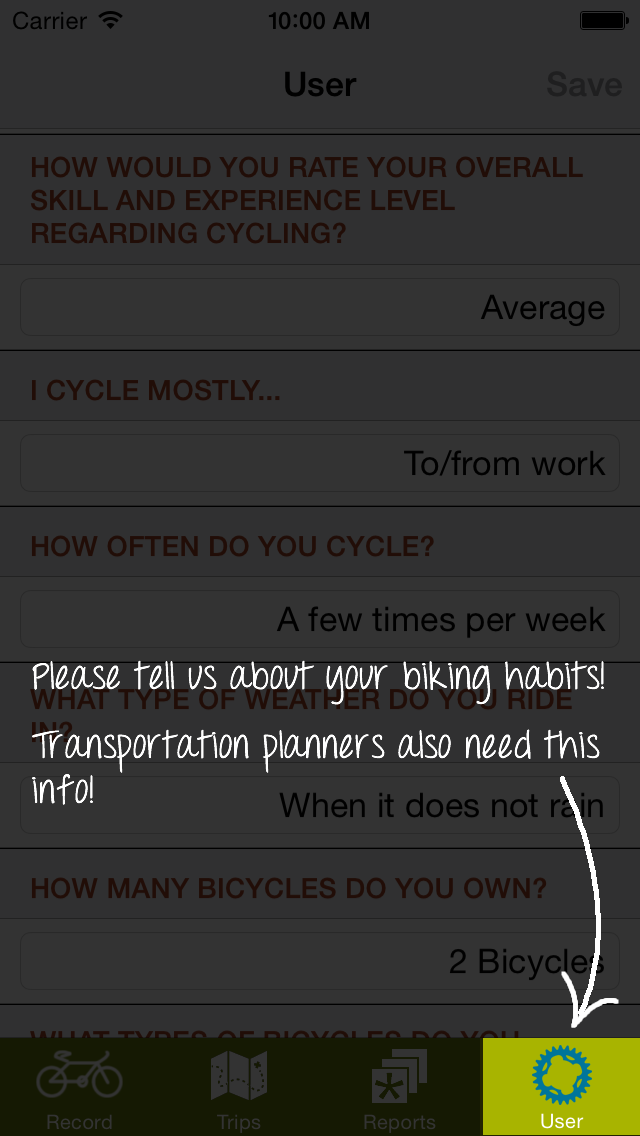 Carrier 10:00 AM
User Save
HOW WOULD YOU RATE YOUR OVERALL
SKILL AND EXPERIENCE LEVEL
REGARDING CYCLING?
Average
I CYCLE MOSTLY...
To/from work
HOW OFTEN DO YOU CYCLE?
A few times per week
Please tell us about your biking habits!
WHAT TYPE OF WEATHER DO YOU RIDE
IN?
Transportation planners also need this
info!
When it does not rain
HOW MANY BICYCLES DO YOU OWN?
2 Bicycles
WHAT TYPES OF BICYCLES DO YOU
Record Trips Reports User